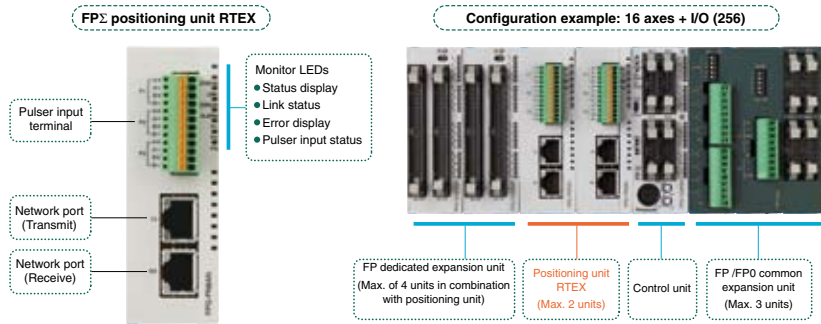 FPΣ positioning unit RTEX
Pulser input
terminal
Network port
(Transmit)
Network port
(Receive)
Monitor LEDs
● Status display
● Link status
● Error display
● Pulser input status
Configuration example: 16 axes + I/O (256)
FP dedicated expansion unit
(Max. of 4 units in combination
with positioning unit)
Positioning unit
RTEX
(Max. 2 units)
Control unit
FP /FP0 common
expansion unit
(Max. 3 units)